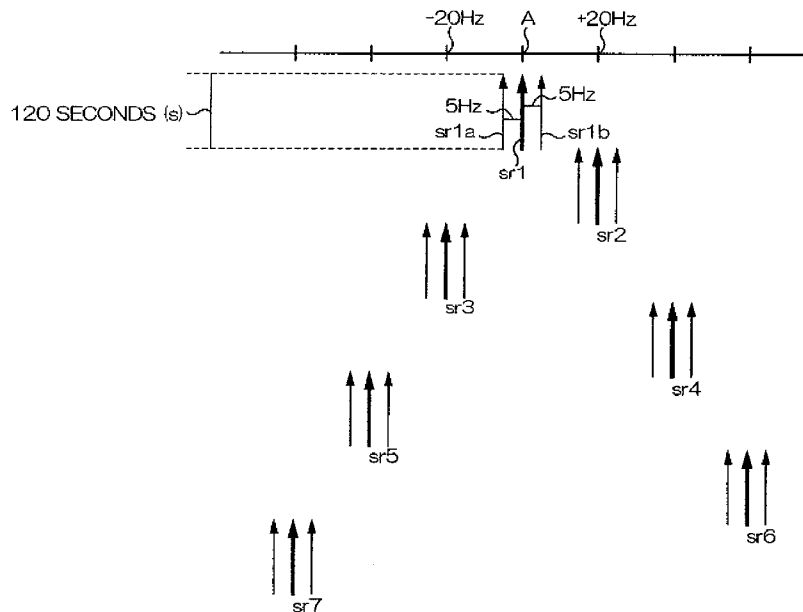 -20Hz A +20Hz
120 SECONDS (s)
5Hz
5Hz
sr1a
sr1b
sr1
sr2
sr3
sr4
sr5
sr6
sr7